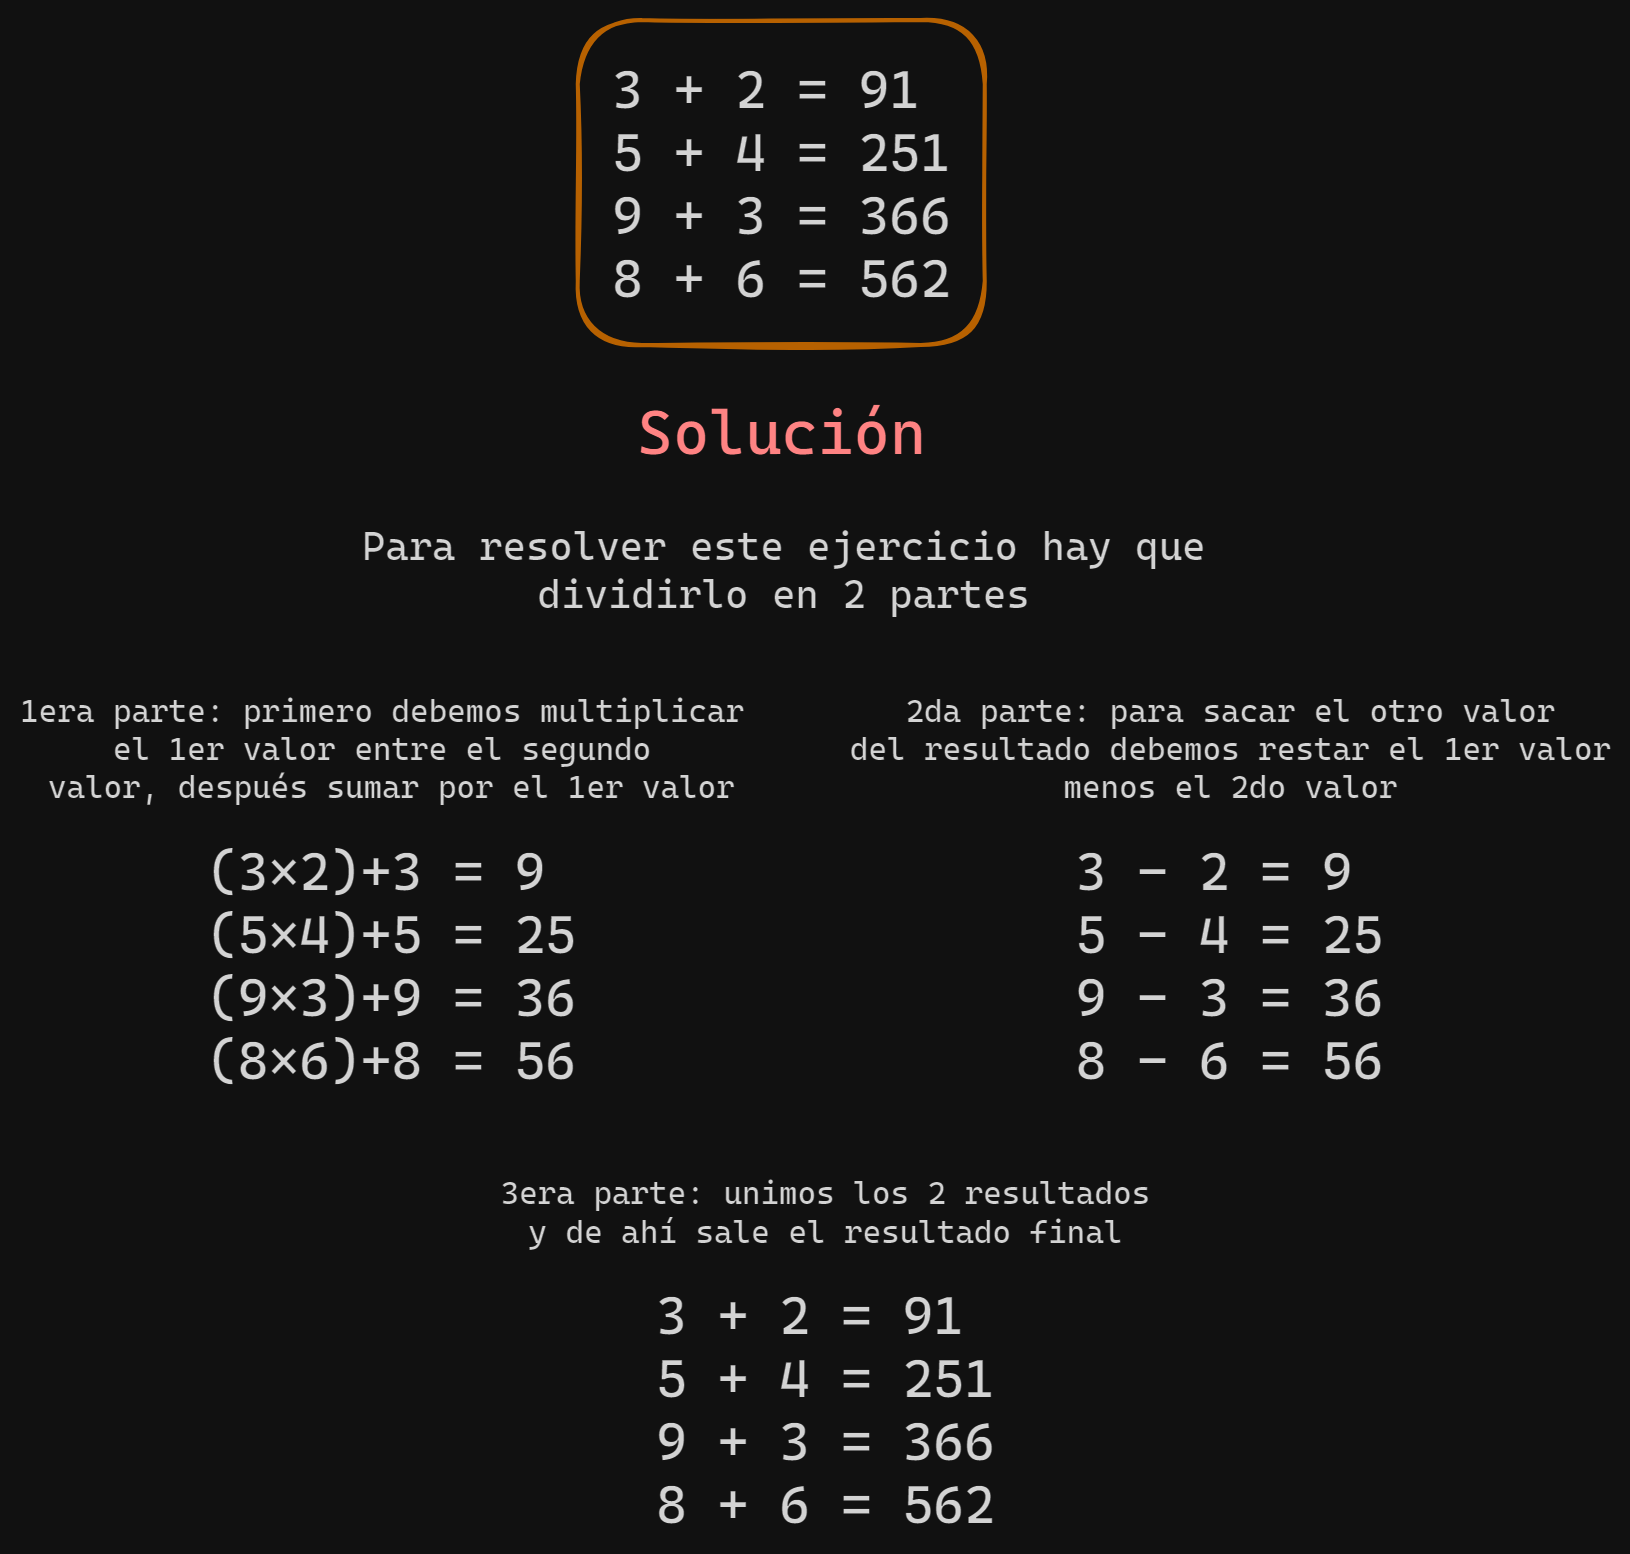 3 + 2 = 91
5 + 4 = 251
9 + 3 = 366
8 + 6 = 562
Solución
Para resolver este ejercicio hay que
dividirlo en 2 partes
1era parte: primero debemos multiplicar
el 1er valor entre el segundo
valor, después sumar por el 1er valor
(3×2)+3 = 9
(5×4)+5 = 25
(9×3)+9 = 36
(8×6)+8 = 56
2da parte: para sacar el otro valor
del resultado debemos restar el 1er valor
menos el 2do valor
3 − 2 = 9
5 − 4 = 25
9 − 3 = 36
8 − 6 = 56
3era parte: unimos los 2 resultados
y de ahí sale el resultado final
3 + 2 = 91
5 + 4 = 251
9 + 3 = 366
8 + 6 = 562